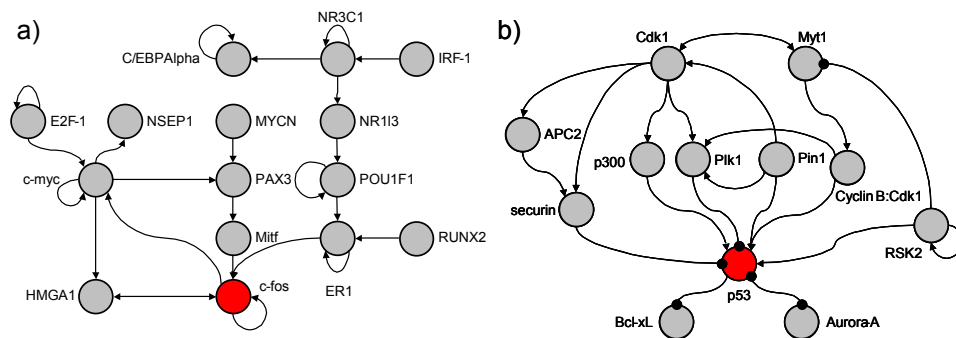 a)
NR3C1
C/EBPAlpha
IRF-1
E2F-1
NSEP1
MYCN
NR1I3
c-myc
PAX3
POU1F1
Mitf
RUNX2
HMGA1
c-fos
ER1
b)
Cdk1
Myt1
APC2
p300
Plk1
Pin1
Cyclin B:Cdk1
securin
RSK2
p53
Bcl-xL
Aurora-A